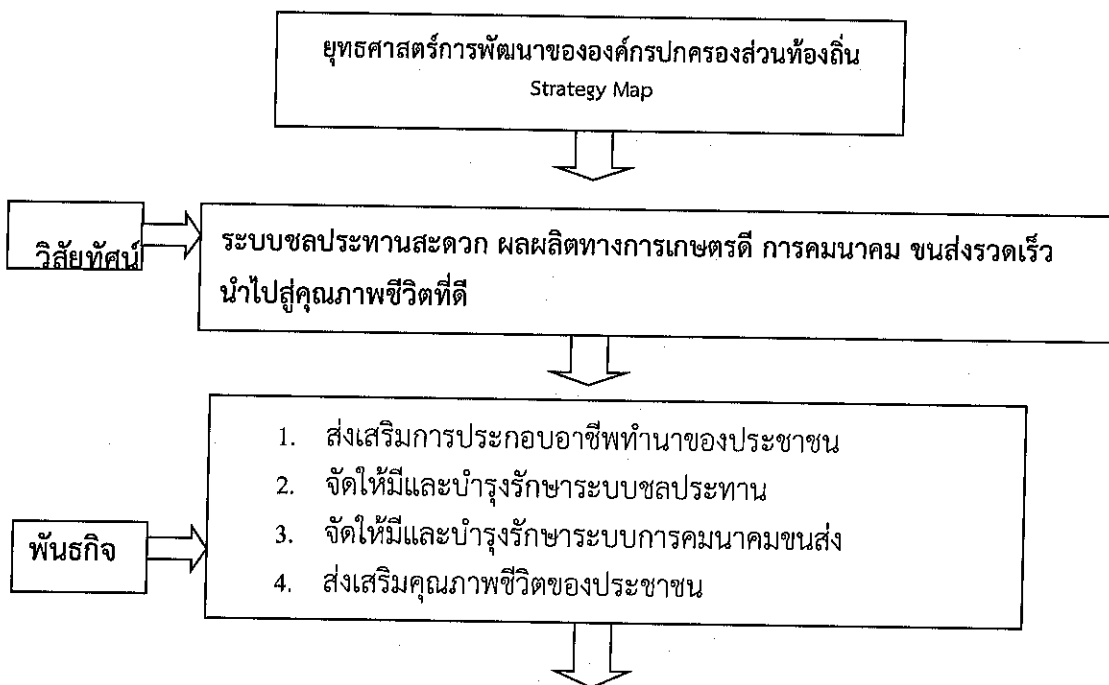 ยุทธศาสตร์การพัฒนาขององค์กรปกครองส่วนท้องถิ่น
Strategy Map
วิสัยทัศน์
ระบบชลประทานสะดวก ผลผลิตทางการเกษตรดี การคมนาคม ขนส่งรวดเร็ว
นำไปสู่คุณภาพชีวิตที่ดี
พันธกิจ
1. ส่งเสริมการประกอบอาชีพทำนาของประชาชน
2. จัดให้มีและบำรุงรักษาระบบชลประทาน
3. จัดให้มีและบำรุงรักษาระบบการคมนาคมขนส่ง
4. ส่งเสริมคุณภาพชีวิตของประชาชน